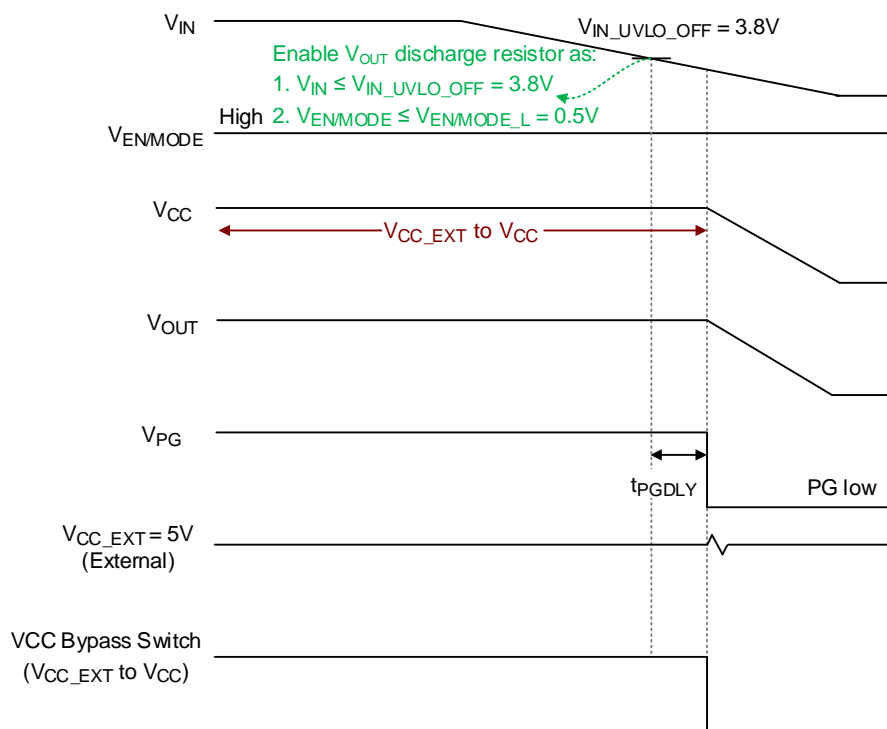 VIN
VIN_UVLO_OFF = 3.8V
Enable VOUT discharge resistor as:
1. VIN ≤ VIN_UVLO_OFF = 3.8V
2. VEN/MODE ≤ VEN/MODE_L = 0.5V
High
VEN/MODE
VCC
VCC_EXT to VCC
VOUT
VPG
tPGDLY
PG low
VCC_EXT = 5V
(External)
VCC Bypass Switch
(VCC_EXT to VCC)